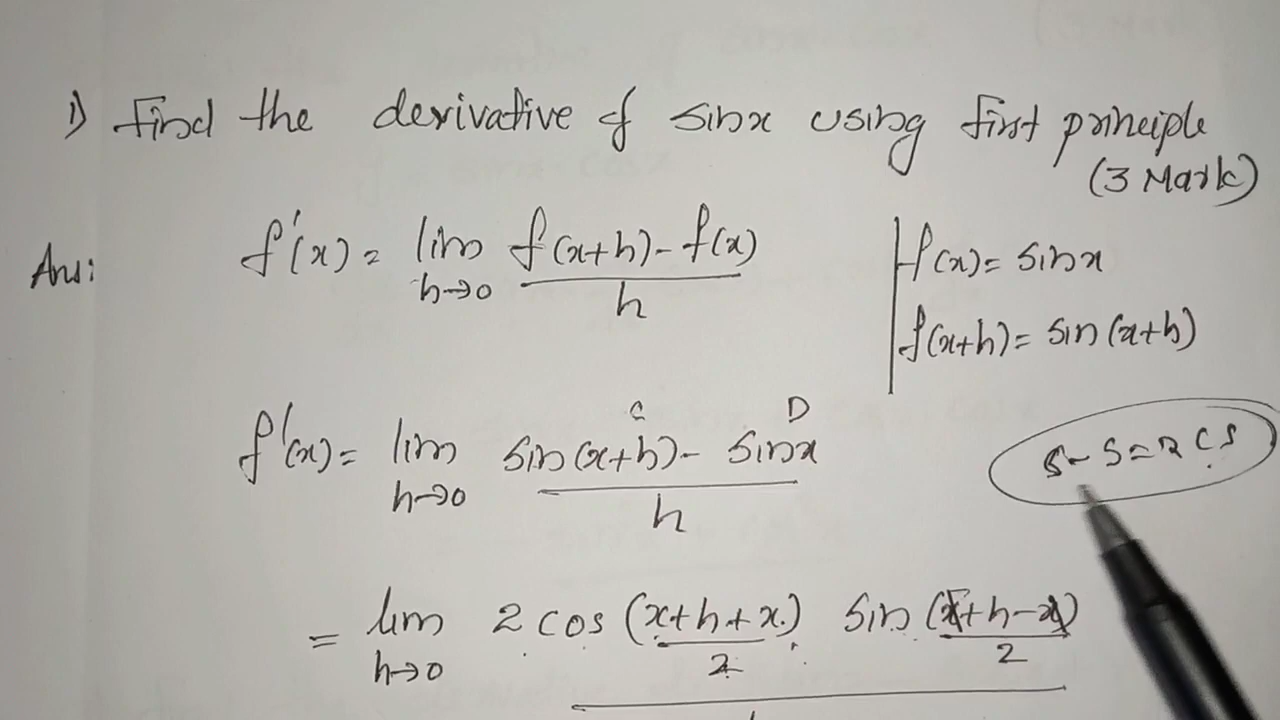 1) Find the derivative of sinx using first principle
(3 Mark)
Ans:
f'(x) = lim f(x+h) - f(x)
h→0 h
f(x) = sinx
f(x+h) = sin(x+h)
C D
f'(x) = lim sin(x+h) - sinx
h→0 h
S - S = 2 C S
= lim 2 cos (x+h+x) sin (x+h-x)
h→0 2 2